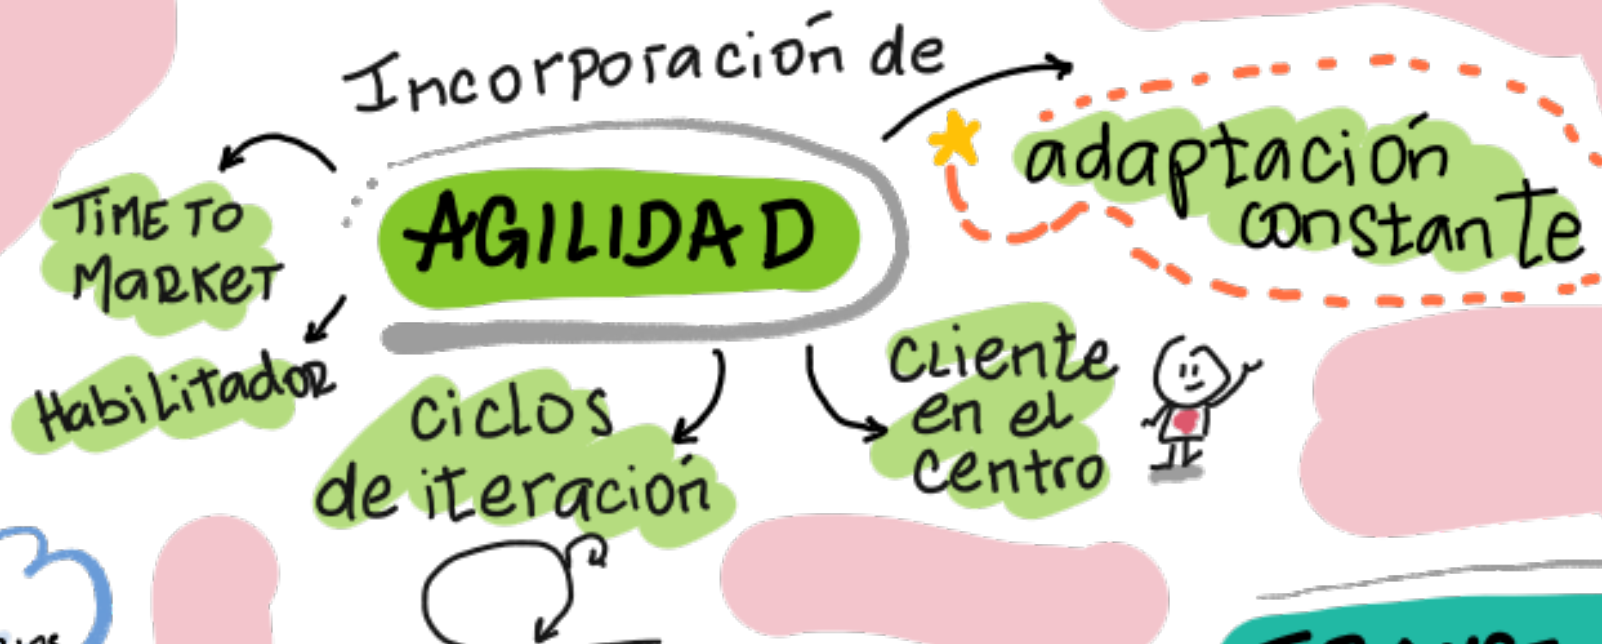 Incorporación de
AGILIDAD
TIME TO
MARKET
Habilitador
ciclos
de iteración
cliente
en el
centro
adaptación
constante